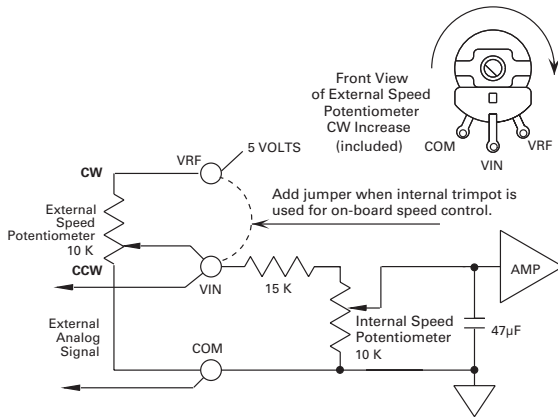 Front View
of External Speed
Potentiometer
CW Increase
(included)
COM
VIN
VRF
CW
VRF
5 VOLTS
Add jumper when internal trimpot is
used for on-board speed control.
External
Speed
Potentiometer
10 K
CCW
VIN
15 K
AMP
Internal Speed
Potentiometer
10 K
47µF
External
Analog
Signal
COM